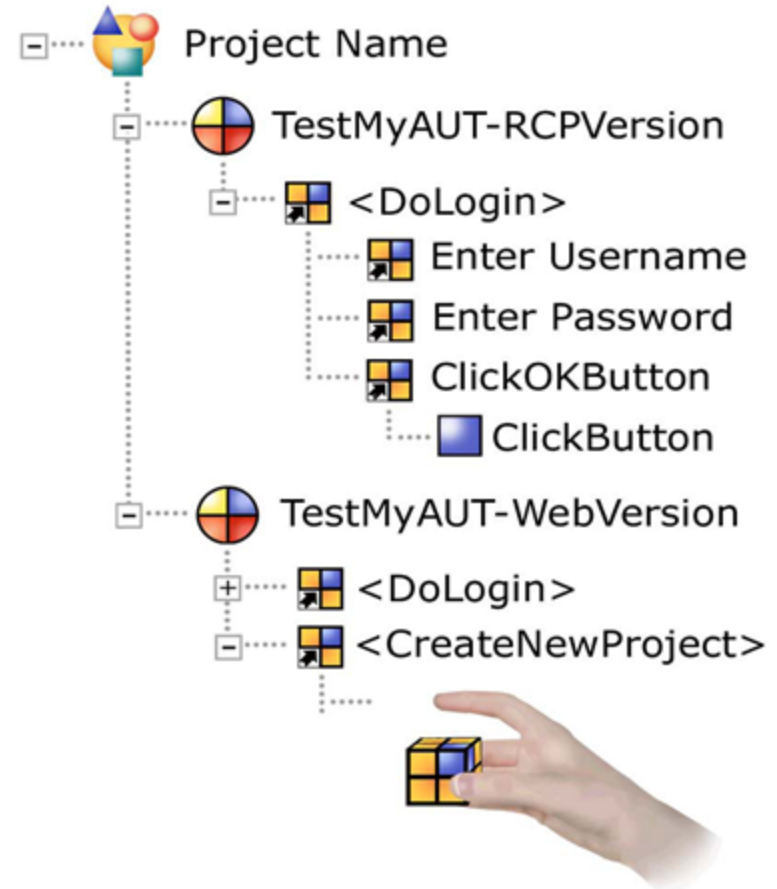 Project Name
TestMyAUT-RCPVersion
<DoLogin>
Enter Username
Enter Password
ClickOKButton
ClickButton
TestMyAUT-WebVersion
<DoLogin>
<CreateNewProject>